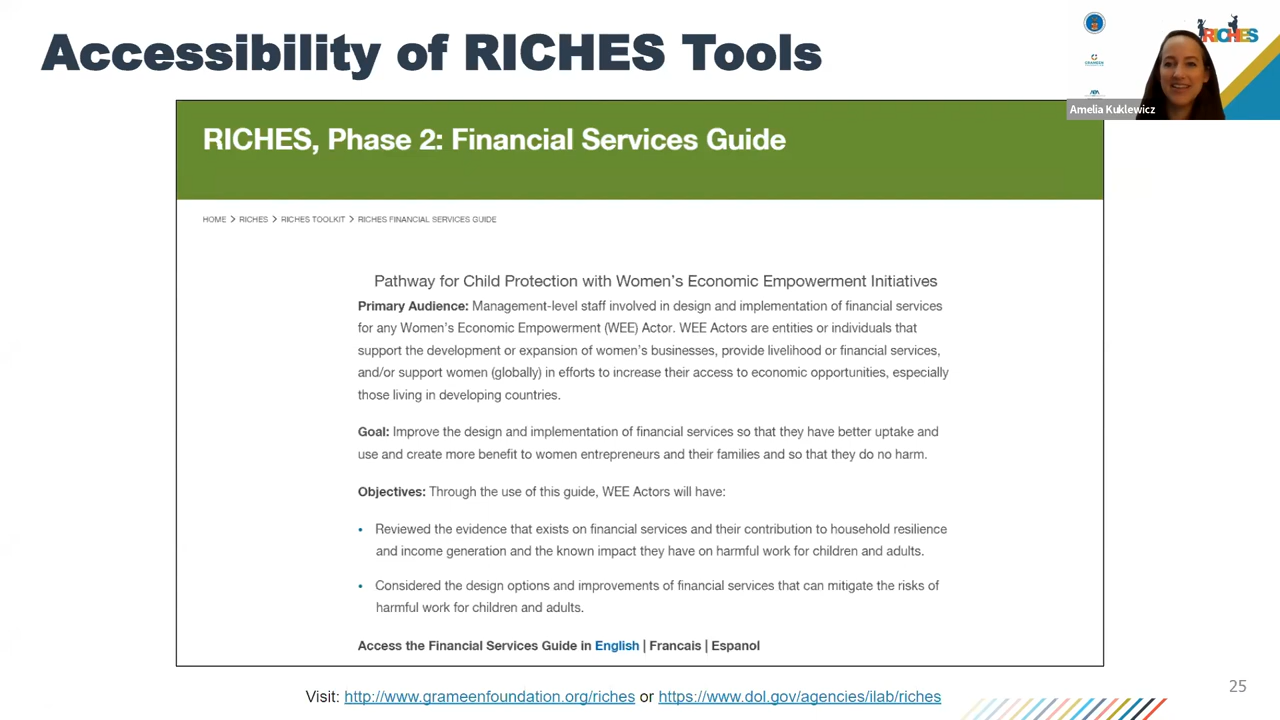 Accessibility of RICHES Tools
RICHES
Amelia Kuklewicz
RICHES, Phase 2: Financial Services Guide
HOME > RICHES > RICHES TOOLKIT > RICHES FINANCIAL SERVICES GUIDE
Pathway for Child Protection with Women's Economic Empowerment Initiatives
Primary Audience: Management-level staff involved in design and implementation of financial services
for any Women's Economic Empowerment (WEE) Actor. WEE Actors are entities or individuals that
support the development or expansion of women's businesses, provide livelihood or financial services,
and/or support women (globally) in efforts to increase their access to economic opportunities, especially
those living in developing countries.
Goal: Improve the design and implementation of financial services so that they have better uptake and
use and create more benefit to women entrepreneurs and their families and so that they do no harm.
Objectives: Through the use of this guide, WEE Actors will have:
• Reviewed the evidence that exists on financial services and their contribution to household resilience
and income generation and the known impact they have on harmful work for children and adults.
• Considered the design options and improvements of financial services that can mitigate the risks of
harmful work for children and adults.
Access the Financial Services Guide in English | Francais | Espanol
Visit: http://www.grameenfoundation.org/riches or https://www.dol.gov/agencies/ilab/riches
25